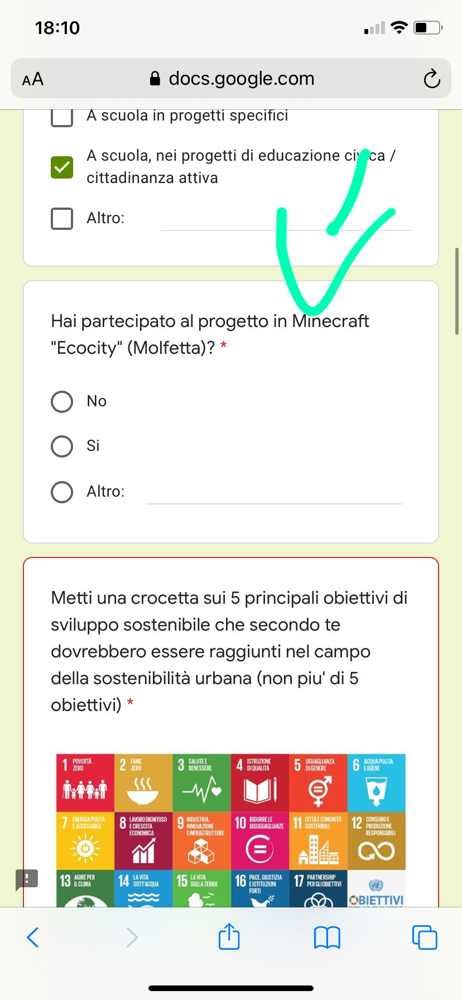 18:10
AA docs.google.com
A scuola in progetti specifici
A scuola, nei progetti di educazione civica /
cittadinanza attiva
Altro:
Hai partecipato al progetto in Minecraft
"Ecocity" (Molfetta)? *
No
Si
Altro:
Metti una crocetta sui 5 principali obiettivi di
sviluppo sostenibile che secondo te
dovrebbero essere raggiunti nel campo
della sostenibilità urbana (non piu' di 5
obiettivi) *
1 POVERTÀ
ZERO
2 FAME
ZERO
3 SALUTE E
BENESSERE
4 ISTRUZIONE
DI QUALITÀ
5 UGUAGLIANZA
DI GENERE
6 ACQUA PULITA
E IGIENE
7 ENERGIA PULITA
E ACCESSIBILE
8 LAVORO DIGNITOSO
E CRESCITA
ECONOMICA
9 INDUSTRIA,
INNOVAZIONE
E INFRASTRUTTURE
10 RIDURRE LE
DISUGUAGLIANZE
11 CITTÀ E COMUNITÀ
SOSTENIBILI
12 CONSUMO E
PRODUZIONE
RESPONSABILI
13 AGIRE PER
IL CLIMA
14 LA VITA
SOTT'ACQUA
15 LA VITA
SULLA TERRA
16 PACE, GIUSTIZIA
E ISTITUZIONI
FORTI
17 PARTNERSHIP
PER GLI OBIETTIVI
OBIETTIVI